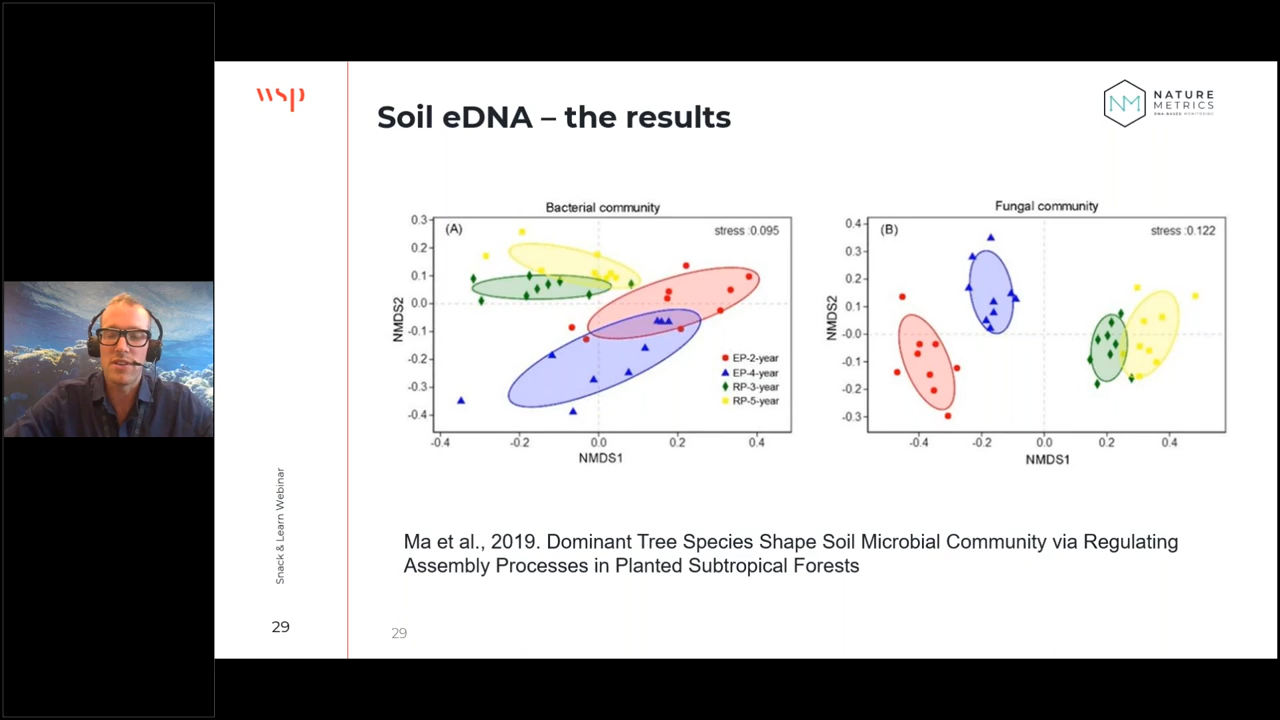 wsp
Soil eDNA – the results
NATURE
METRICS
DNA-BASED MONITORING
NM
Bacterial community
(A)
stress :0.095
0.3
0.2
0.1
0.0
-0.1
-0.2
-0.3
-0.4
NMDS2
-0.4 -0.2 0.0 0.2 0.4
NMDS1
EP-2-year
EP-4-year
RP-3-year
RP-5-year
Fungal community
(B)
stress :0.122
0.4
0.3
0.2
0.1
-0.0
-0.1
-0.2
-0.3
NMDS2
-0.4 -0.2 0.0 0.2 0.4
NMDS1
Ma et al., 2019. Dominant Tree Species Shape Soil Microbial Community via Regulating
Assembly Processes in Planted Subtropical Forests
Snack & Learn Webinar
29
29